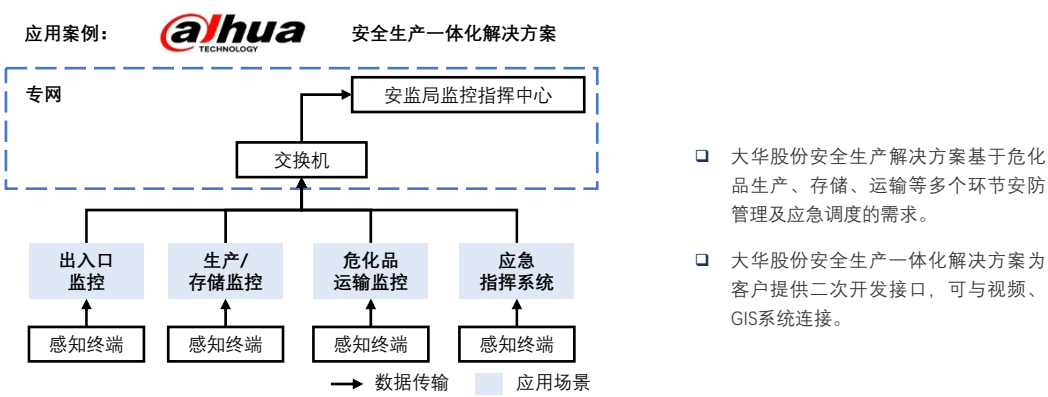 应用案例：
alhua
TECHNOLOGY
安全生产一体化解决方案
专网
安监局监控指挥中心
交换机
出入口
监控
生产/
存储监控
危化品
运输监控
应急
指挥系统
感知终端
感知终端
感知终端
感知终端
数据传输
应用场景
大华股份安全生产解决方案基于危化
品生产、存储、运输等多个环节安防
管理及应急调度的需求。
大华股份安全生产一体化解决方案为
客户提供二次开发接口，可与视频、
GIS系统连接。